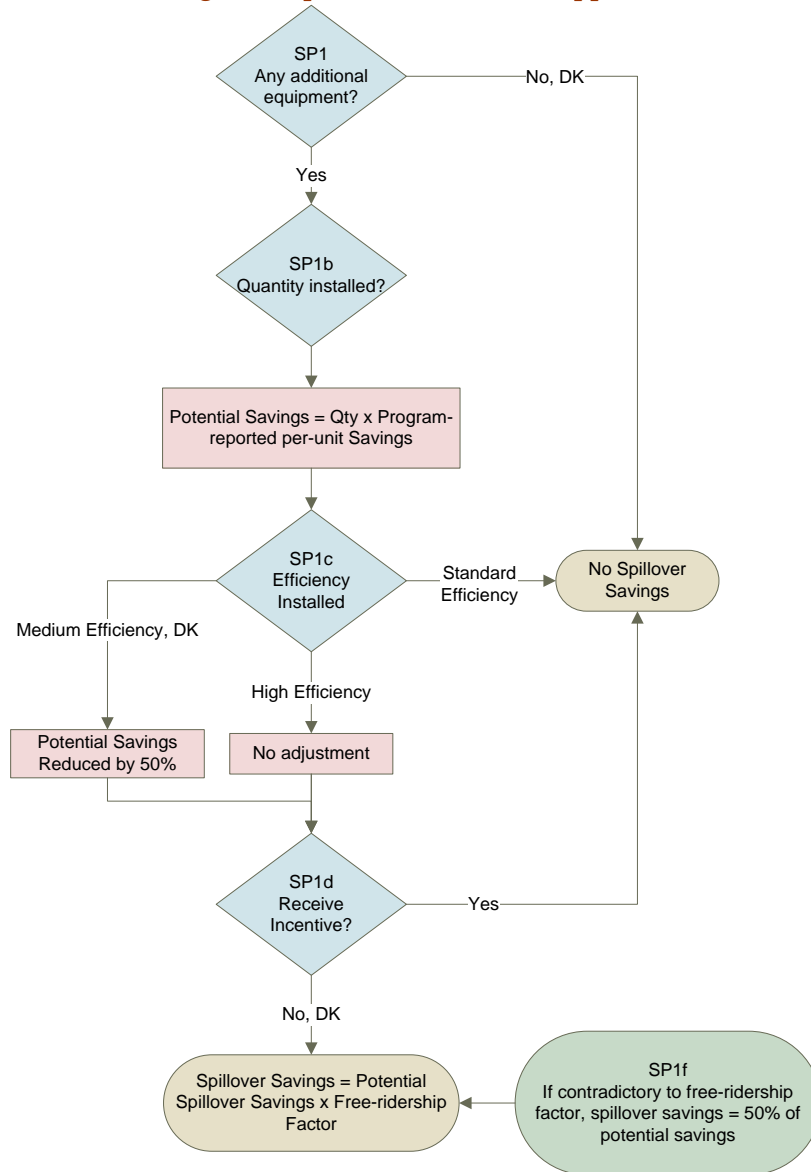 SP1
Any additional
equipment?
No, DK
Yes
SP1b
Quantity installed?
Potential Savings = Qty x Program-
reported per-unit Savings
SP1c
Efficiency
Installed
Standard
Efficiency
No Spillover
Savings
Medium Efficiency, DK
High Efficiency
Potential Savings
Reduced by 50%
No adjustment
SP1d
Receive
Incentive?
Yes
No, DK
Spillover Savings = Potential
Spillover Savings x Free-ridership
Factor
SP1f
If contradictory to free-ridership
factor, spillover savings = 50% of
potential savings